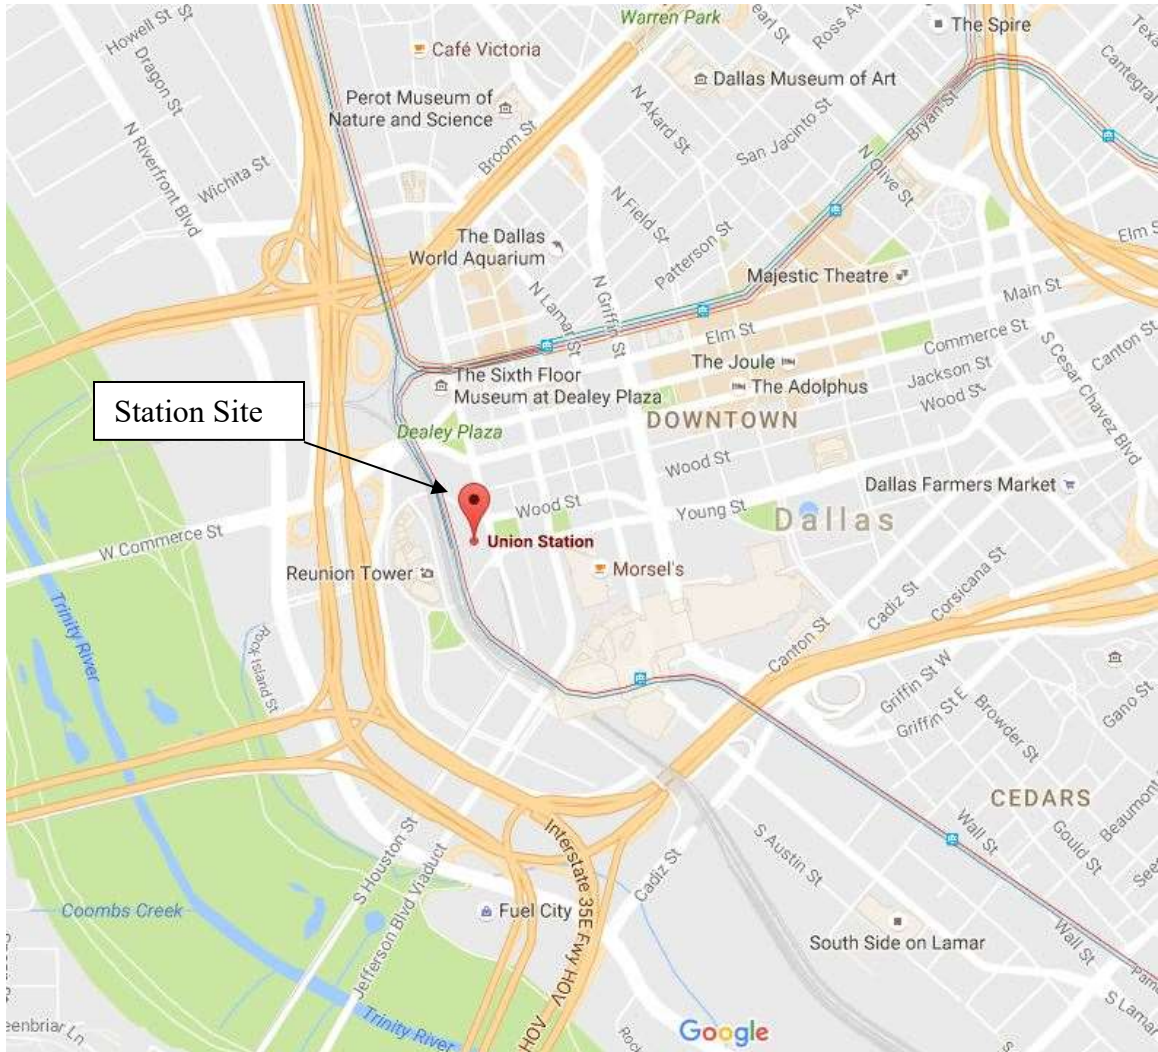 Howell St
Dragon St
N Riverfront Blvd
Wichita St
Café Victoria
Perot Museum of
Nature and Science
Broom St
Warren Park
Dallas Museum of Art
The Spire
Ross Av
N Akard St
San Jacinto St
Bryan St
N Olive St
Cantegral
N Field St
Patterson St
The Dallas
World Aquarium
N Lamar St
N Griffin St
Majestic Theatre
Elm S
Main St
Elm St
Commerce St
The Joule
The Adolphus
Jackson St
Wood St
S Cesar Chavez Blvd
Canton St
The Sixth Floor
Museum at Dealey Plaza
Station Site
Dealey Plaza
DOWNTOWN
Wood St
Wood St
Young St
Dallas Farmers Market
Dallas
W Commerce St
Union Station
Reunion Tower
Morsel's
Trinity River
Rock Island St
Cadiz St
Corsicana St
Canton St
Griffin St W
Griffin St E
Browder St
Gano St
CEDARS
Wall St
Gould St
Beaumont
S Austin St
S Houston St
Jefferson Blvd Viaduct
Interstate 35E Fwy HOV
HOV
Cadiz St
Coombs Creek
Fuel City
South Side on Lamar
Wall St
S Lamar
eenbriar Ln
Trinity River
Google